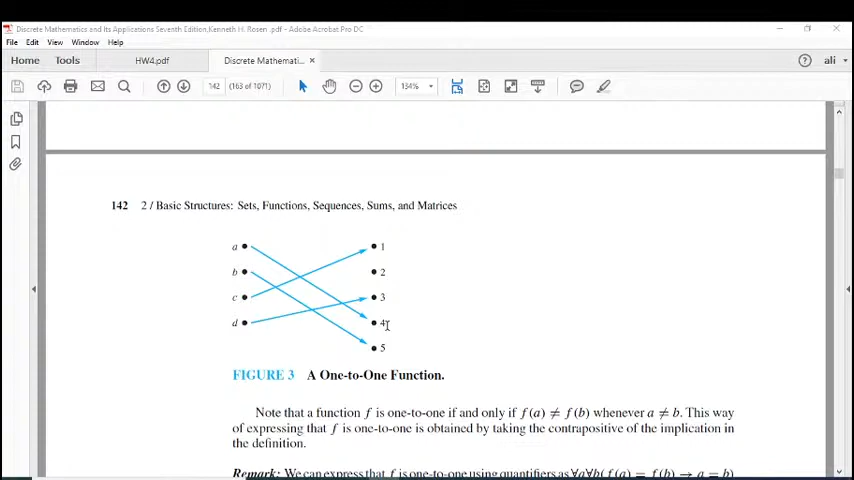 Discrete Mathematics and Its Applications Seventh Edition,Kenneth H. Rosen .pdf - Adobe Acrobat Pro DC
File Edit View Window Help
Home Tools HW4.pdf Discrete Mathemati... × ? ali
142 (163 of 1071) 134%
142 2 / Basic Structures: Sets, Functions, Sequences, Sums, and Matrices
a 1
b 2
c 3
d 4
5
FIGURE 3 A One-to-One Function.
Note that a function f is one-to-one if and only if f(a) ≠ f(b) whenever a ≠ b. This way
of expressing that f is one-to-one is obtained by taking the contrapositive of the implication in
the definition.
Remark: We can express that f is one-to-one using quantifiers as ∀a∀b(f(a) = f(b) → a = b)